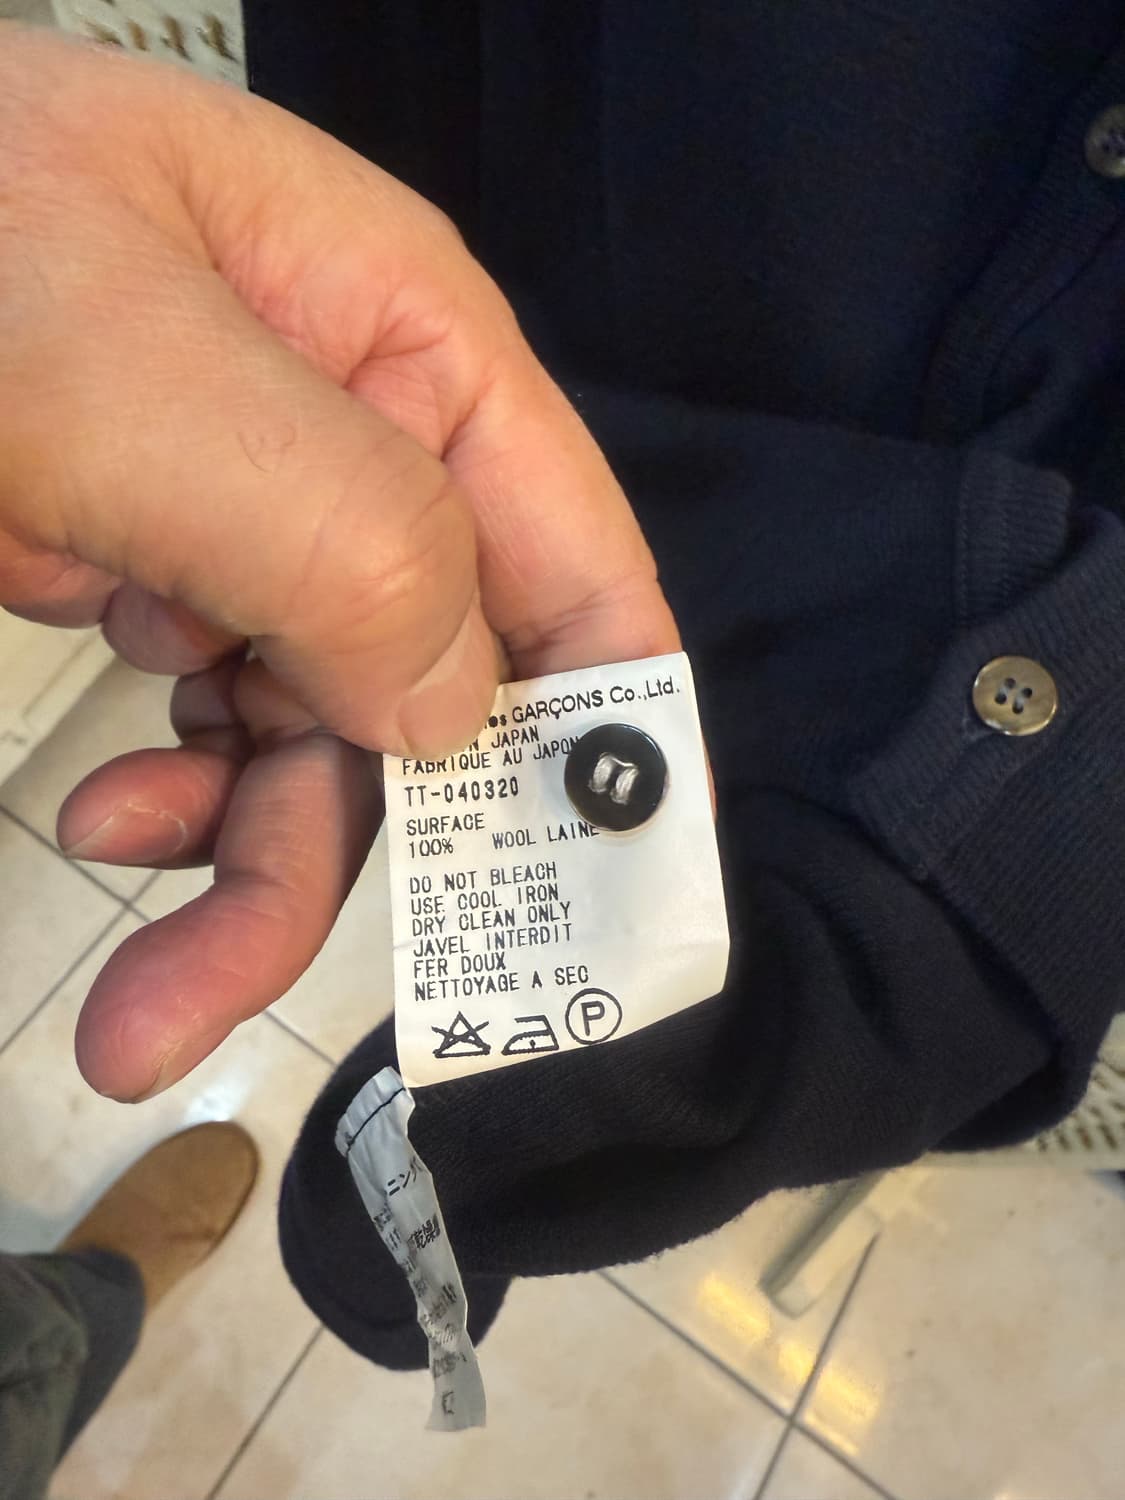 es GARÇONS Co.,Ltd.
JAPAN
FABRIQUE AU JAPON
TT-040320
SURFACE
100% WOOL LAINE
DO NOT BLEACH
USE COOL IRON
DRY CLEAN ONLY
JAVEL INTERDIT
FER DOUX
NETTOYAGE A SEC
P